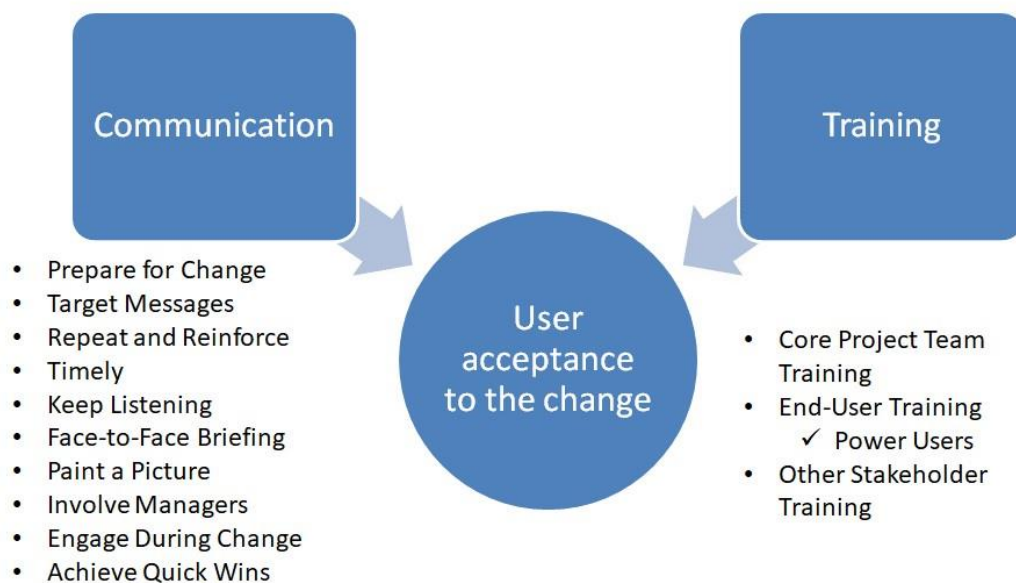 Communication
Training
User
acceptance
to the change
• Prepare for Change
• Target Messages
• Repeat and Reinforce
• Timely
• Keep Listening
• Face-to-Face Briefing
• Paint a Picture
• Involve Managers
• Engage During Change
• Achieve Quick Wins
• Core Project Team
Training
• End-User Training
✓ Power Users
• Other Stakeholder
Training